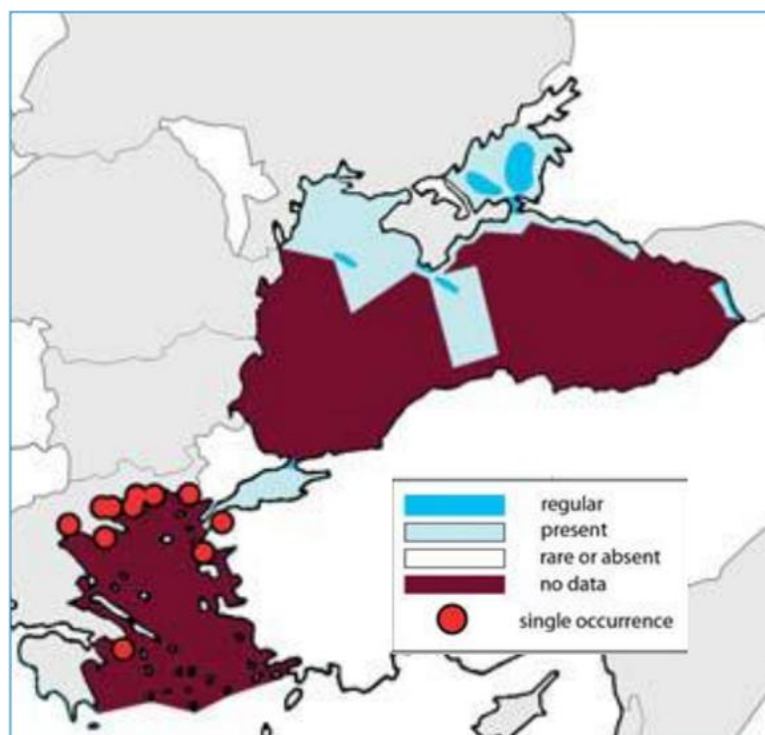 regular
present
rare or absent
no data
single occurrence